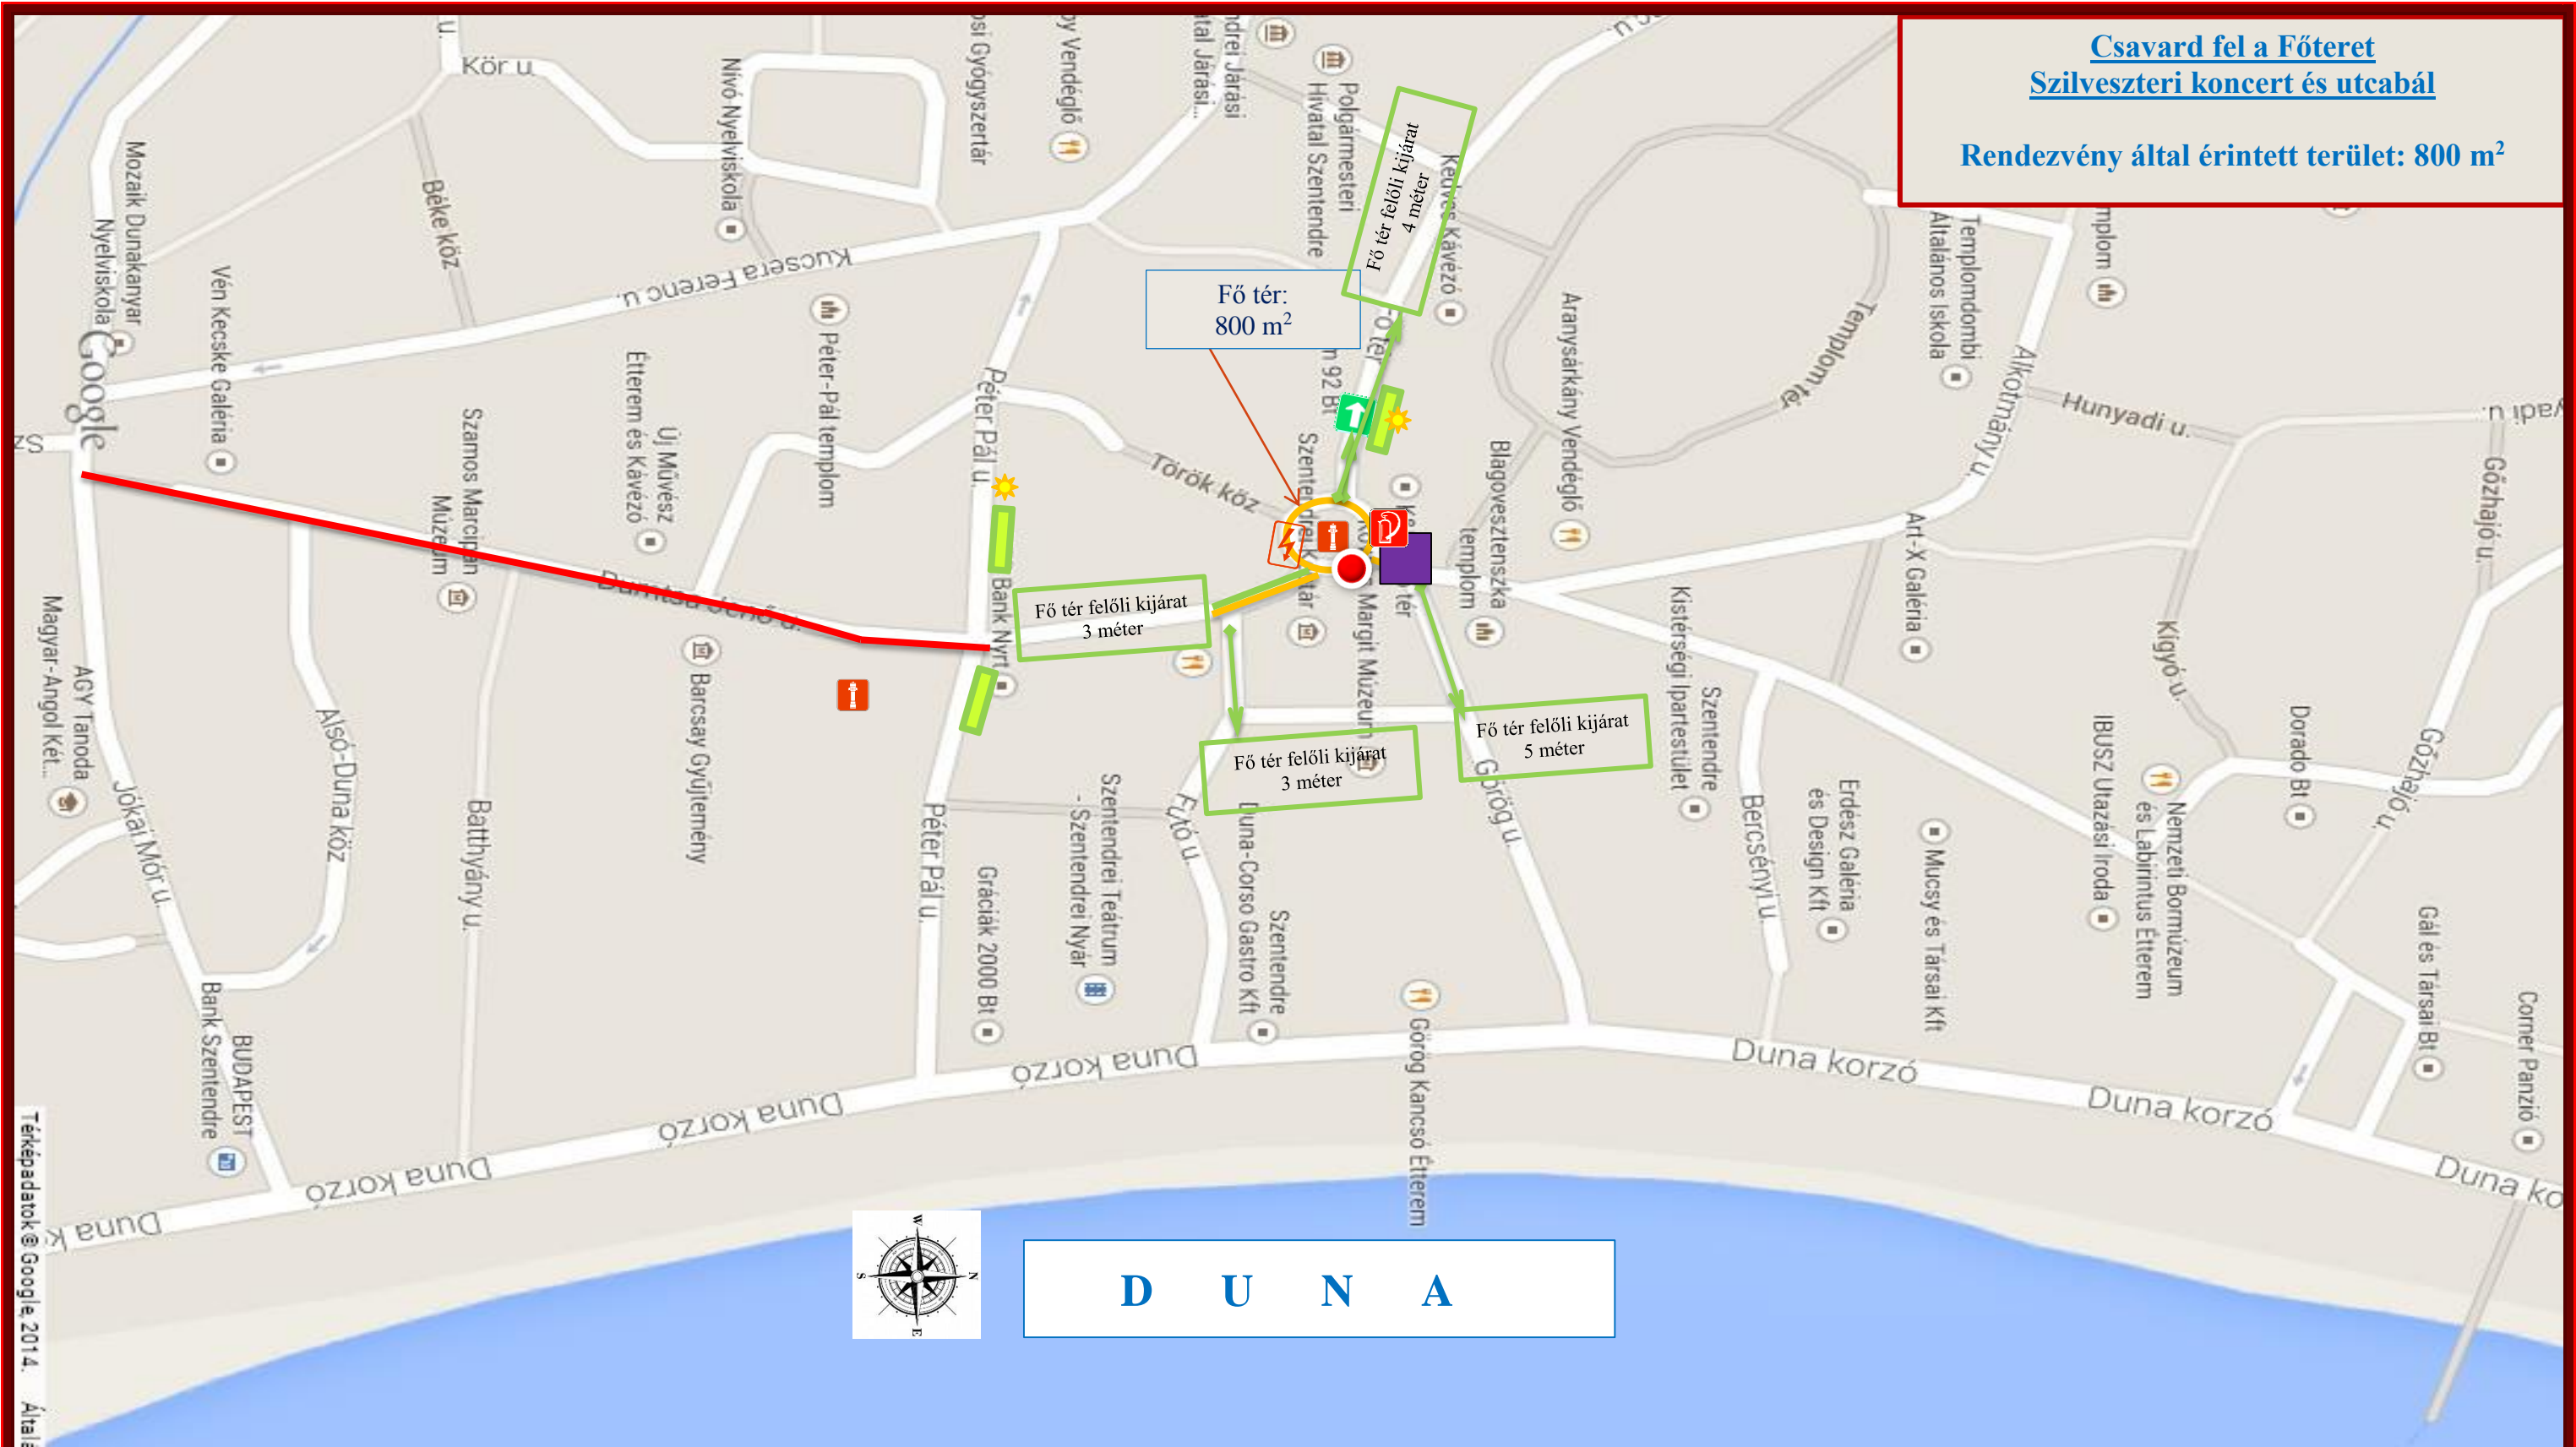 Csavard fel a Főteret
Szilveszteri koncert és utcabál
Rendezvény által érintett terület: 800 m²
Kör u.
u.
Béke köz
Mozaik Dunakanyar
Nyelviskola
Google
Vén Kecske Galéria
Nívó Nyelviskola
Kucsera Ferenc u.
Péter-Pál templom
Új Művész
Étterem és Kávézó
Szamos Marcipán
Múzeum
Péter Pál u.
Török köz
Polgármesteri
Hivatal Szentendre
Fő tér:
800 m²
Fő tér felőli kijárat
4 méter
Kedves Kávézó
Templom tér
Aranysárkány Vendéglő
Blagovesztenszka
templom
Templomdombi
Általános Iskola
Alkotmány u.
Hunyadi u.
Gőzhajó u.
Art-X Galéria
Dumtsa Jenő u.
Barcsay Gyűjtemény
Fő tér felőli kijárat
3 méter
Fő tér felőli kijárat
3 méter
Fő tér felőli kijárat
5 méter
Bank Nyrt
Margit Múzeum
Magyar-Angol Két...
AGY Tanoda
Jókai Mór u.
Alsó-Duna köz
Batthyány u.
Péter Pál u.
Gráciák 2000 Bt
Szentendrei Teátrum
- Szentendrei Nyár
Futó u.
Szentendre
Duna-Corso Gastro Kft
Görög u.
Görög Kancsó Étterem
Szentendre
Kistérségi Ipartestület
Bercsényi u.
Erdész Galéria
és Design Kft
Mucsy és Társai Kft
IBUSZ Utazási Iroda
Nemzeti Bormúzeum
és Labirintus Étterem
Kígyó u.
Dorado Bt
Gőzhajó u.
Gál és Társai Bt
Corner Panzió
BUDAPEST
Bank Szentendre
Duna korzó
Duna korzó
Duna korzó
Duna korzó
Duna korzó
Duna k
Duna ko
W
S N
E
D U N A
Térképadatok © Google, 2014.